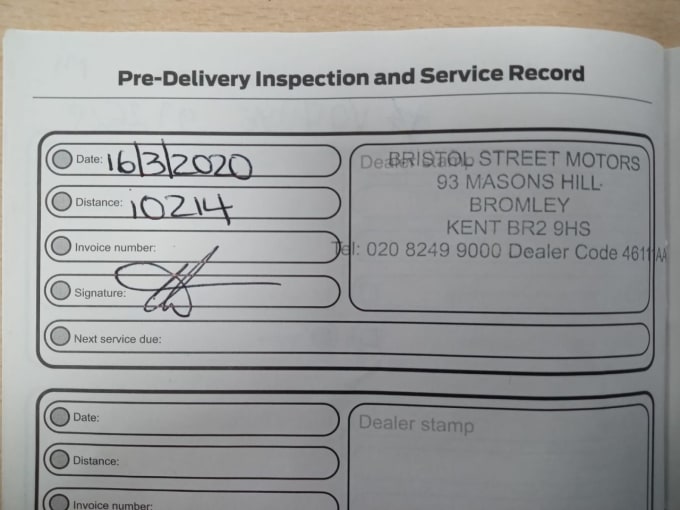 Pre-Delivery Inspection and Service Record
Date: 16/3/2020
Distance: 10214
Invoice number:
Signature:
Next service due:
Dealer stamp
BRISTOL STREET MOTORS
93 MASONS HILL
BROMLEY
KENT BR2 9HS
Tel: 020 8249 9000 Dealer Code 46111AA
Date:
Distance:
Invoice number:
Dealer stamp